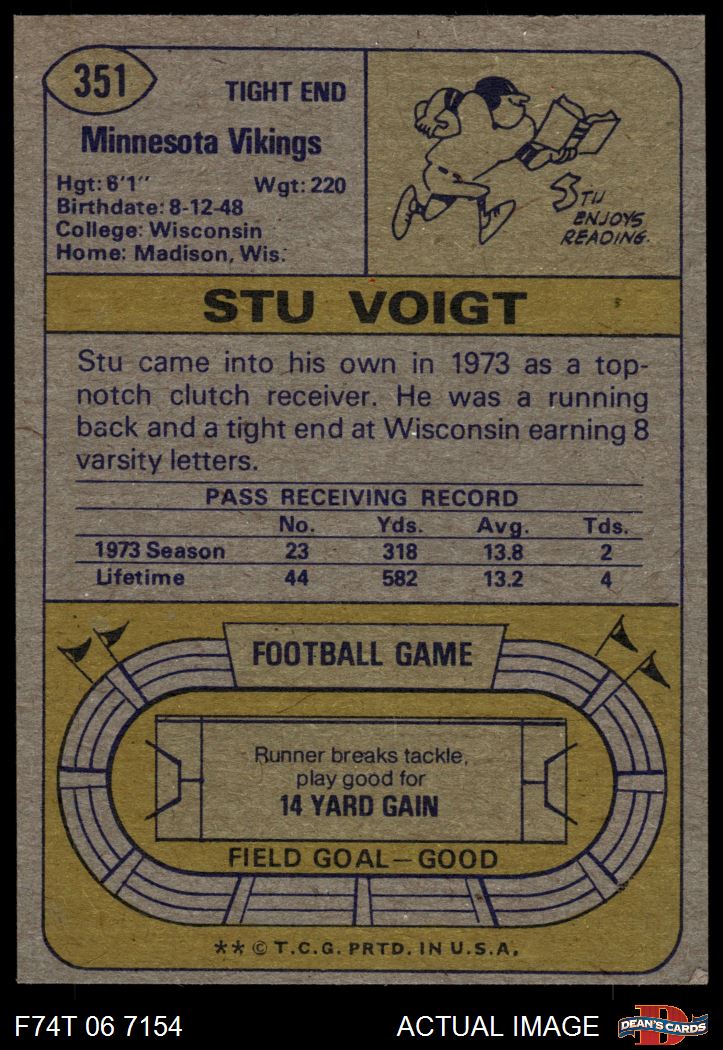 351
TIGHT END
Minnesota Vikings
Hgt: 6'1" Wgt: 220
Birthdate: 8-12-48
College: Wisconsin
Home: Madison, Wis.
STU
ENJOYS
READING.
STU VOIGT
Stu came into his own in 1973 as a top-
notch clutch receiver. He was a running
back and a tight end at Wisconsin earning 8
varsity letters.
PASS RECEIVING RECORD
No. Yds. Avg. Tds.
1973 Season 23 318 13.8 2
Lifetime 44 582 13.2 4
FOOTBALL GAME
Runner breaks tackle,
play good for
14 YARD GAIN
FIELD GOAL—GOOD
** © T.C.G. PRTD. IN U.S.A.
F74T 06 7154 ACTUAL IMAGE
D
DEAN'S CARDS